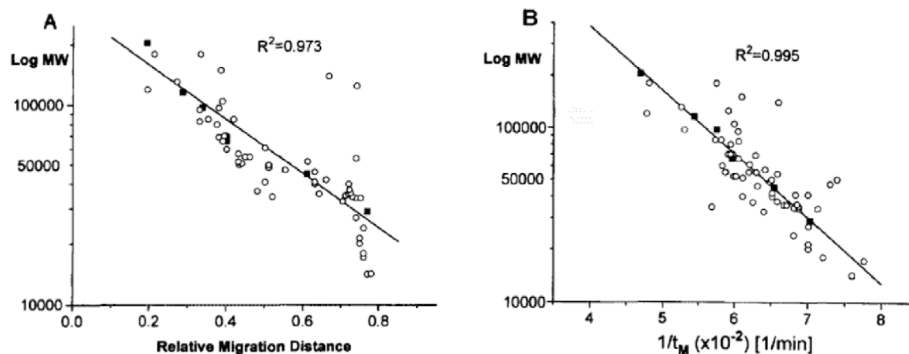 A
Log MW
R²=0.973
100000
50000
10000
0.0 0.2 0.4 0.6 0.8
Relative Migration Distance
B
Log MW
R²=0.995
100000
50000
10000
4 5 6 7 8
1/tM (x10⁻²) [1/min]